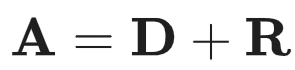 A = D + R